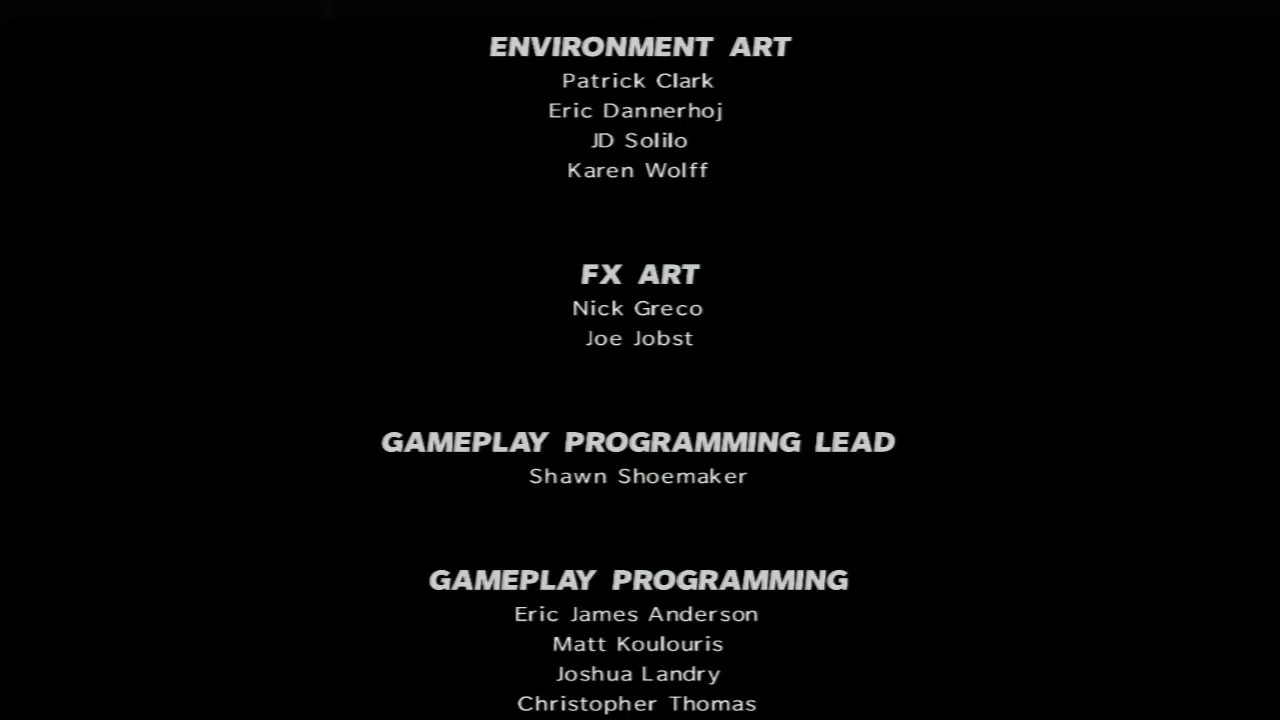 ENVIRONMENT ART
Patrick Clark
Eric Dannerhoj
JD Solilo
Karen Wolff
FX ART
Nick Greco
Joe Jobst
GAMEPLAY PROGRAMMING LEAD
Shawn Shoemaker
GAMEPLAY PROGRAMMING
Eric James Anderson
Matt Koulouris
Joshua Landry
Christopher Thomas